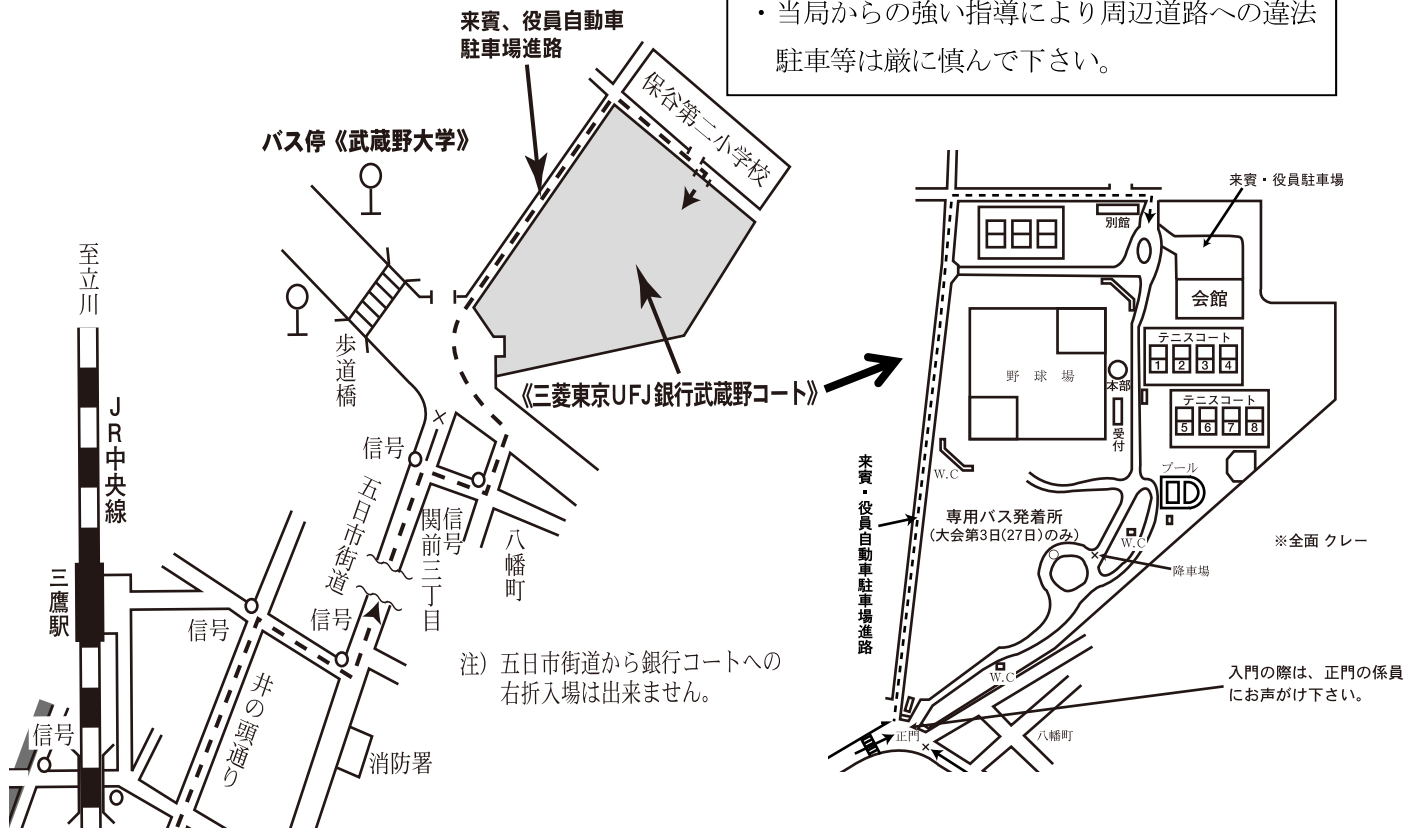 ・当局からの強い指導により周辺道路への違法
駐車等は厳に慎んで下さい。
来賓、役員自動車
駐車場進路
保谷第二小学校
バス停《武蔵野大学》
至立川
歩道橋
《三菱東京UFJ銀行武蔵野コート》
JR中央線
信号
五日市街道
信号
関前三丁目
八幡町
三鷹駅
信号
信号
井の頭通り
信号
消防署
注）五日市街道から銀行コートへの
右折入場は出来ません。
来賓・役員駐車場
別館
会館
テニスコート
1 2 3 4
野球場
本部
テニスコート
5 6 7 8
受付
W.C
プール
来賓・役員自動車駐車場進路
専用バス発着所
(大会第3日(27日)のみ)
W.C
※全面 クレー
降車場
W.C
入門の際は、正門の係員
にお声がけ下さい。
正門
八幡町